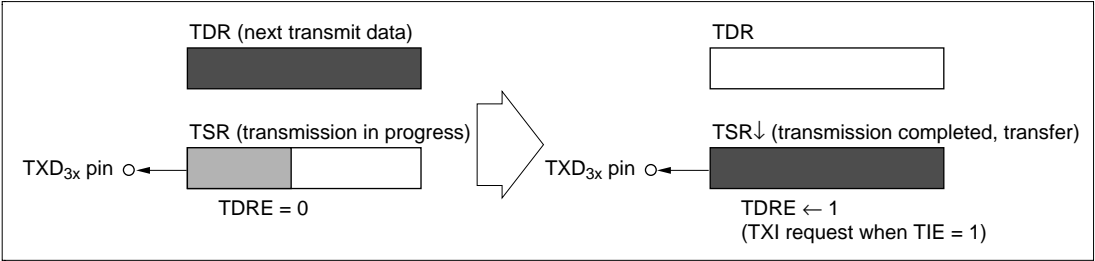 TDR (next transmit data)
TSR (transmission in progress)
TXD3x pin
TDRE = 0
TDR
TSR↓ (transmission completed, transfer)
TXD3x pin
TDRE ← 1
(TXI request when TIE = 1)